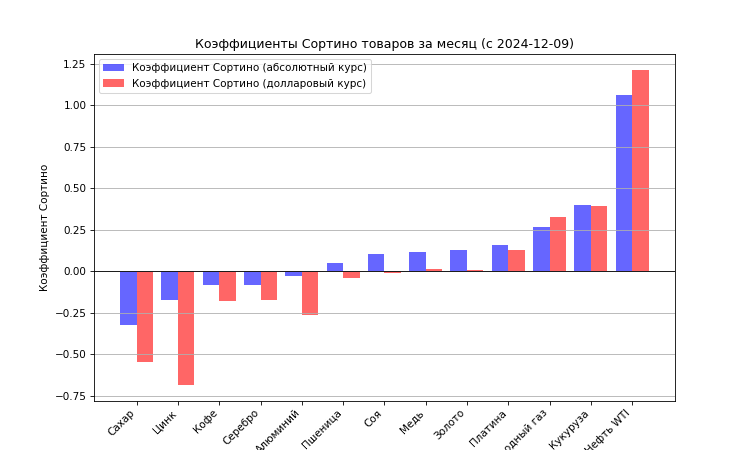 Коэффициенты Сортино товаров за месяц (с 2024-12-09)
Коэффициент Сортино (абсолютный курс)
Коэффициент Сортино (долларовый курс)
Коэффициент Сортино
1.25
1.00
0.75
0.50
0.25
0.00
−0.25
−0.50
−0.75
Сахар
Цинк
Кофе
Серебро
Алюминий
Пшеница
Соя
Медь
Золото
Платина
газ
Кукуруза
Нефть WTI